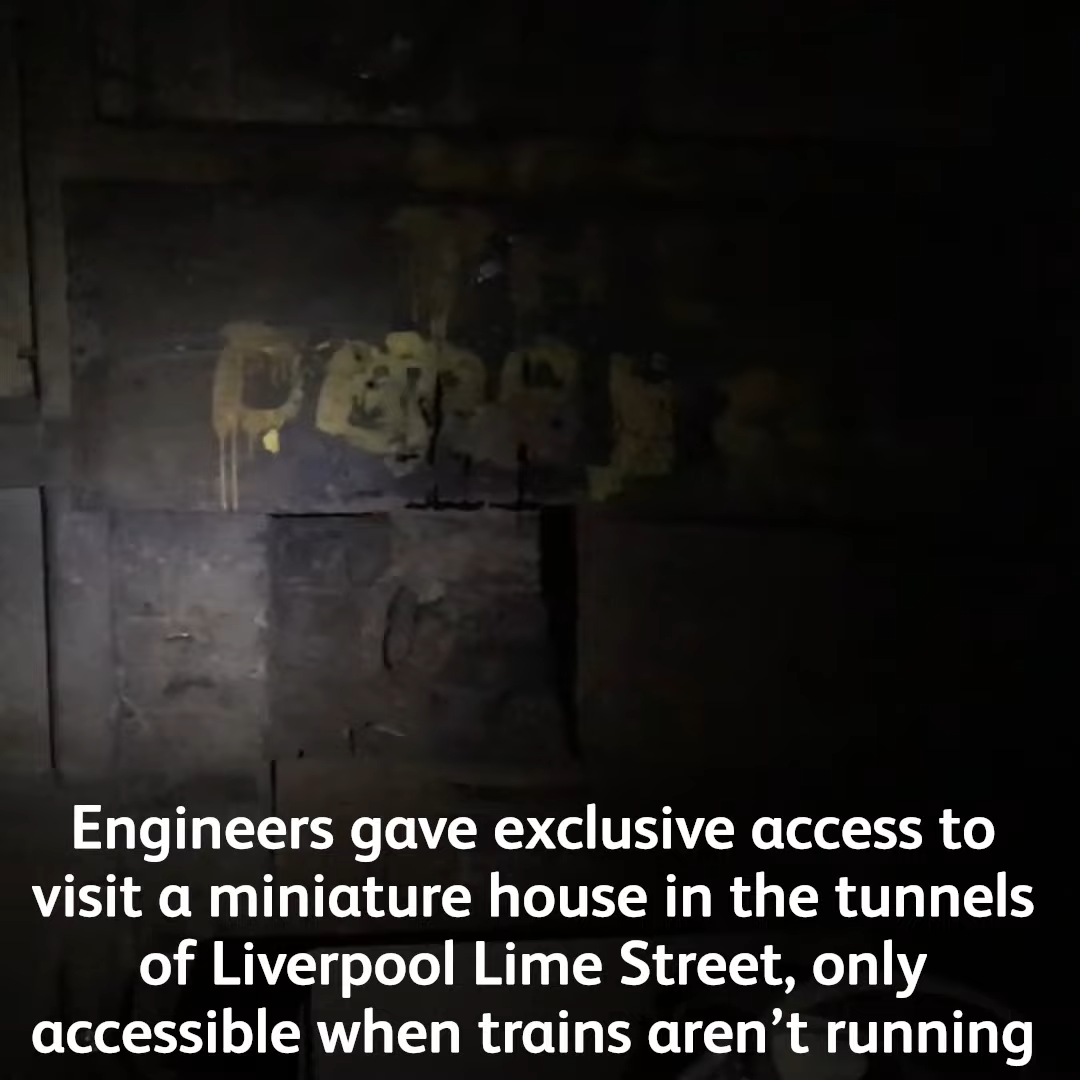 Engineers gave exclusive access to
visit a miniature house in the tunnels
of Liverpool Lime Street, only
accessible when trains aren’t running